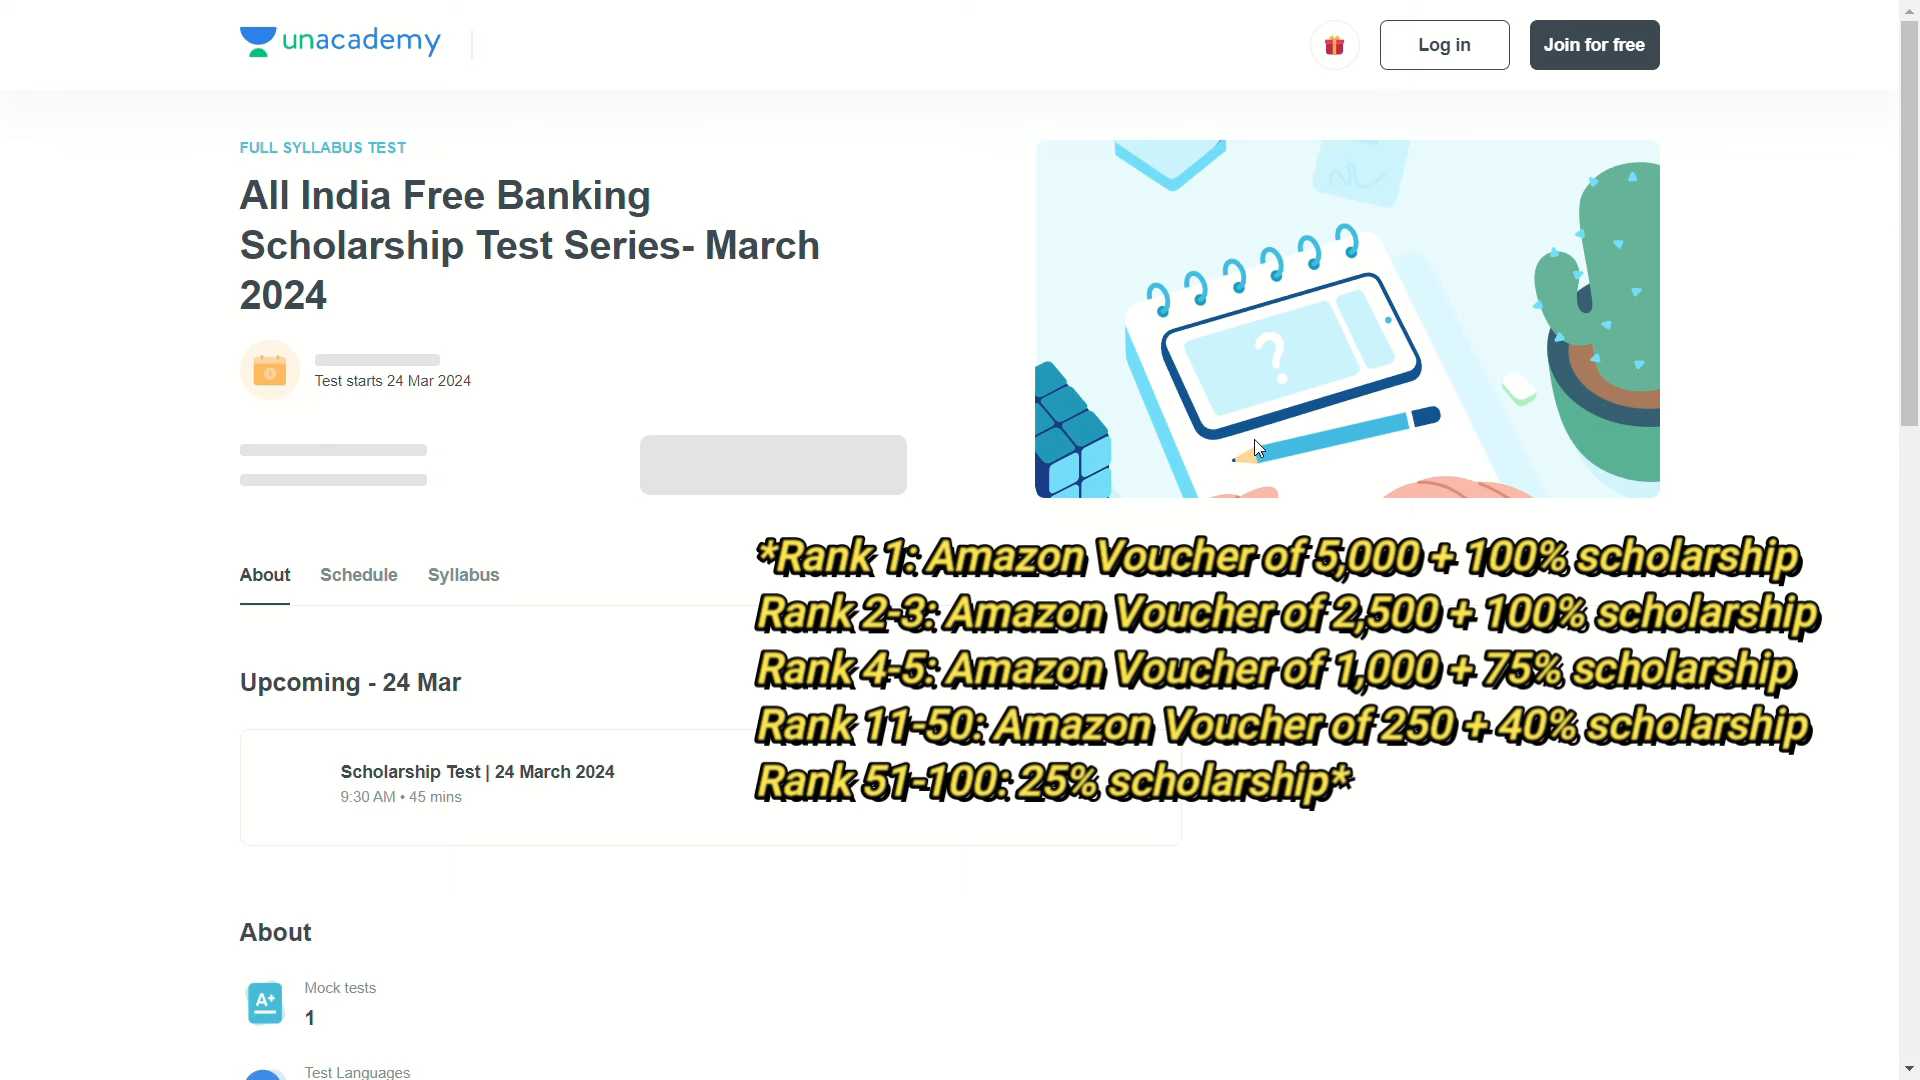 unacademy
Log in
Join for free
FULL SYLLABUS TEST
All India Free Banking
Scholarship Test Series- March
2024
Test starts 24 Mar 2024
About Schedule Syllabus
*Rank 1: Amazon Voucher of 5,000 + 100% scholarship
Rank 2-3: Amazon Voucher of 2,500 + 100% scholarship
Rank 4-5: Amazon Voucher of 1,000 + 75% scholarship
Rank 11-50: Amazon Voucher of 250 + 40% scholarship
Rank 51-100: 25% scholarship*
Upcoming - 24 Mar
Scholarship Test | 24 March 2024
9:30 AM • 45 mins
About
A+
Mock tests
1
Test Languages
?